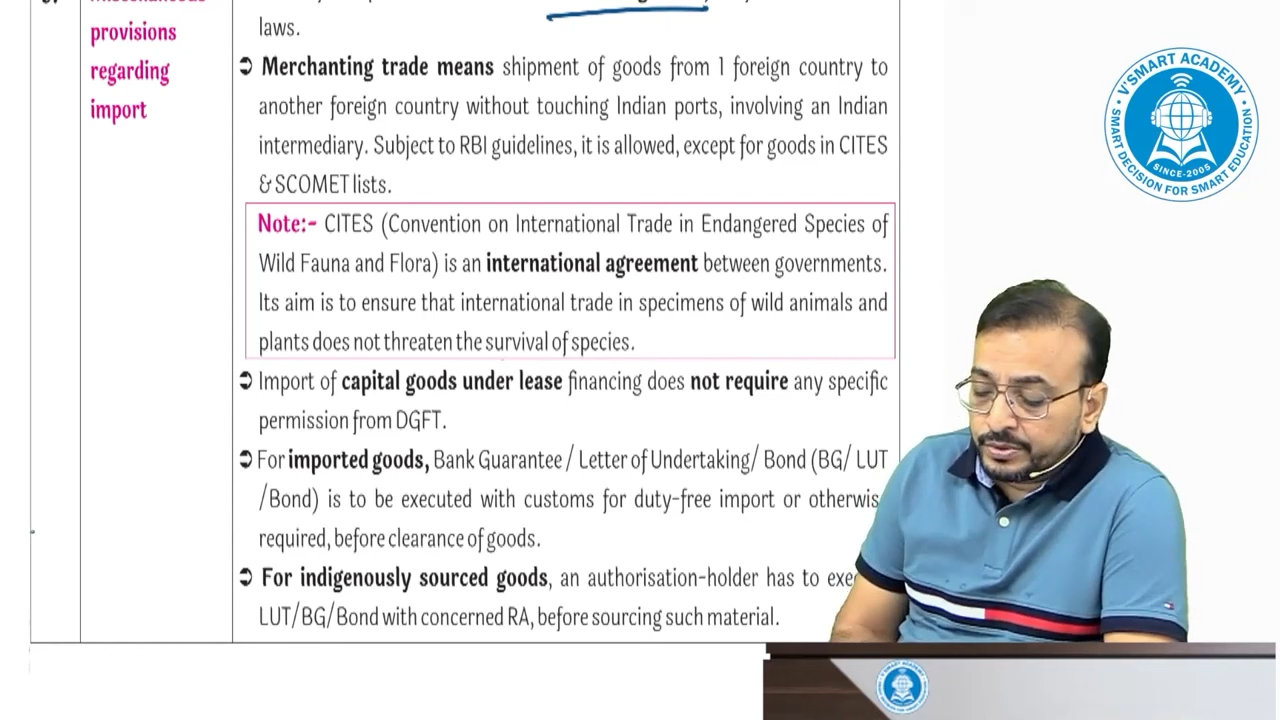 provisions
regarding
import
laws.
➲ Merchanting trade means shipment of goods from 1 foreign country to
another foreign country without touching Indian ports, involving an Indian
intermediary. Subject to RBI guidelines, it is allowed, except for goods in CITES
& SCOMET lists.
Note:- CITES (Convention on International Trade in Endangered Species of
Wild Fauna and Flora) is an international agreement between governments.
Its aim is to ensure that international trade in specimens of wild animals and
plants does not threaten the survival of species.
➲ Import of capital goods under lease financing does not require any specific
permission from DGFT.
➲ For imported goods, Bank Guarantee / Letter of Undertaking/ Bond (BG/ LUT
/Bond) is to be executed with customs for duty-free import or otherwis
required, before clearance of goods.
➲ For indigenously sourced goods, an authorisation-holder has to exe
LUT/BG/Bond with concerned RA, before sourcing such material.
V'SMART ACADEMY
SINCE-2005
SMART DECISION FOR SMART EDUCATION
V'SMART ACADEMY